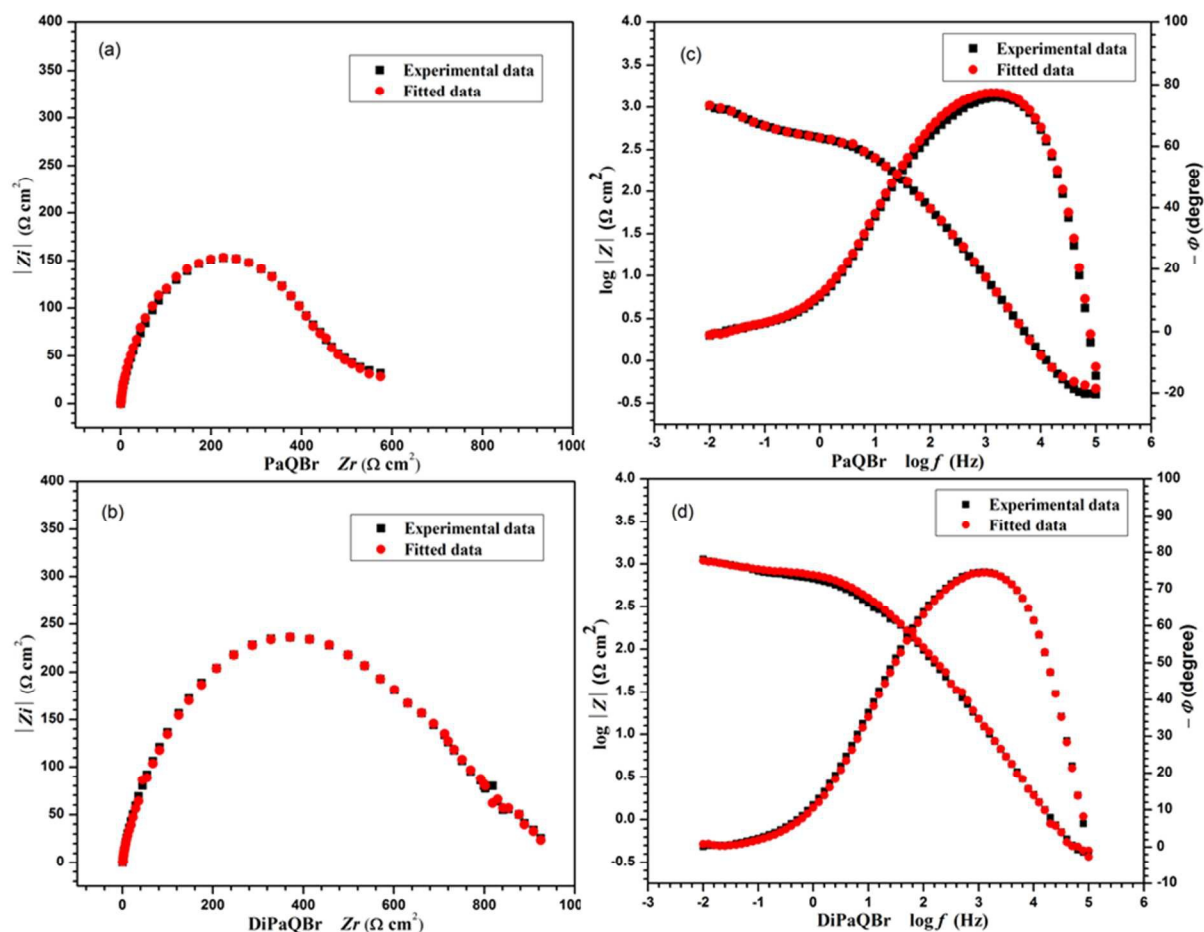 (a)
Experimental data
Fitted data
400
350
300
250
200
150
100
50
0
|Zi| (Ω cm²)
0 200 400 600 800 1000
PaQBr Zr (Ω cm²)
(c)
Experimental data
Fitted data
4.0
3.5
3.0
2.5
2.0
1.5
1.0
0.5
0.0
-0.5
log |Z| (Ω cm²)
100
80
60
40
20
0
-20
-Φ (degree)
-3 -2 -1 0 1 2 3 4 5 6
PaQBr log f (Hz)
(b)
Experimental data
Fitted data
400
350
300
250
200
150
100
50
0
|Zi| (Ω cm²)
0 200 400 600 800 1000
DiPaQBr Zr (Ω cm²)
(d)
Experimental data
Fitted data
4.0
3.5
3.0
2.5
2.0
1.5
1.0
0.5
0.0
-0.5
log |Z| (Ω cm²)
100
90
80
70
60
50
40
30
20
10
0
-10
-Φ (degree)
-3 -2 -1 0 1 2 3 4 5 6
DiPaQBr log f (Hz)